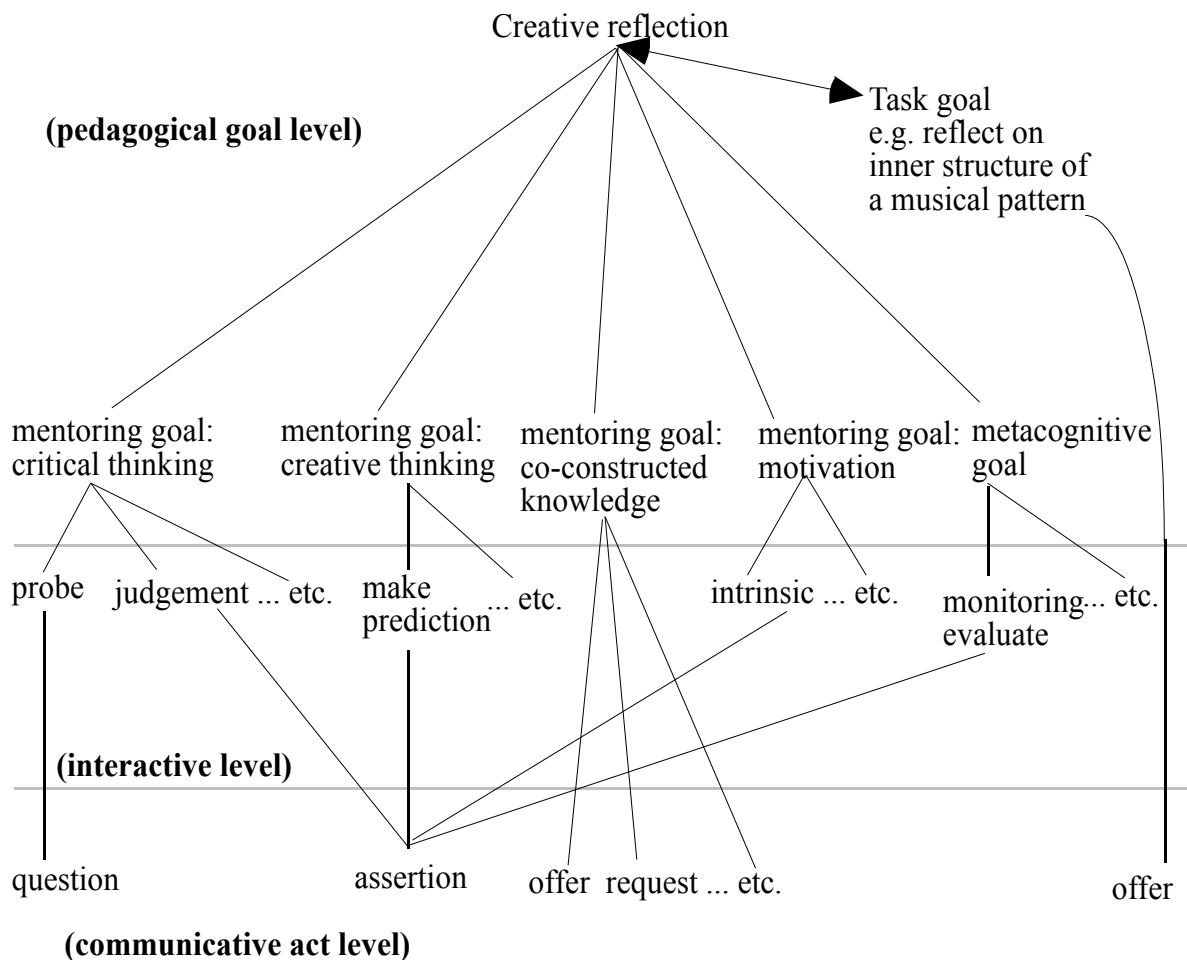 Creative reflection
Task goal
e.g. reflect on
inner structure of
a musical pattern
(pedagogical goal level)
mentoring goal:
critical thinking
mentoring goal:
creative thinking
mentoring goal:
co-constructed
knowledge
mentoring goal:
motivation
metacognitive
goal
probe
judgement ... etc.
make
prediction
... etc.
intrinsic ... etc.
monitoring
evaluate
... etc.
(interactive level)
question
assertion
offer
request ... etc.
offer
(communicative act level)